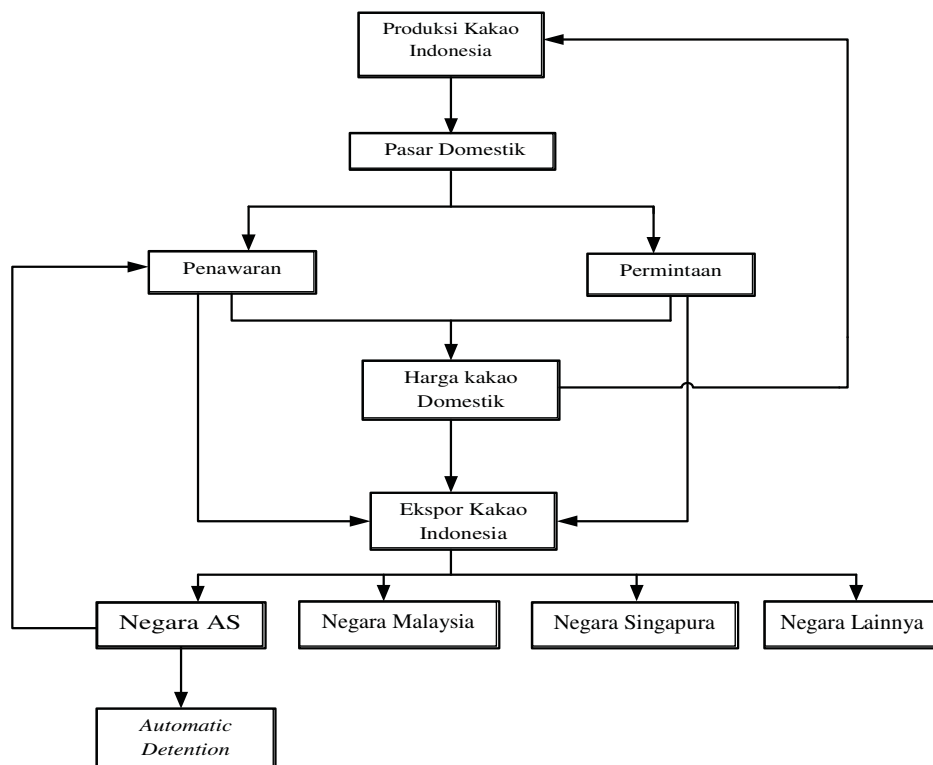 Produksi Kakao
Indonesia
Pasar Domestik
Penawaran
Permintaan
Harga kakao
Domestik
Ekspor Kakao
Indonesia
Negara AS
Negara Malaysia
Negara Singapura
Negara Lainnya
Automatic
Detention